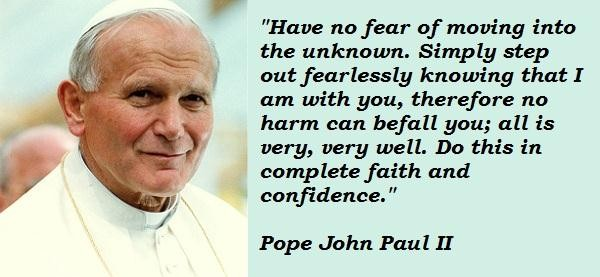 "Have no fear of moving into
the unknown. Simply step
out fearlessly knowing that I
am with you, therefore no
harm can befall you; all is
very, very well. Do this in
complete faith and
confidence."
Pope John Paul II